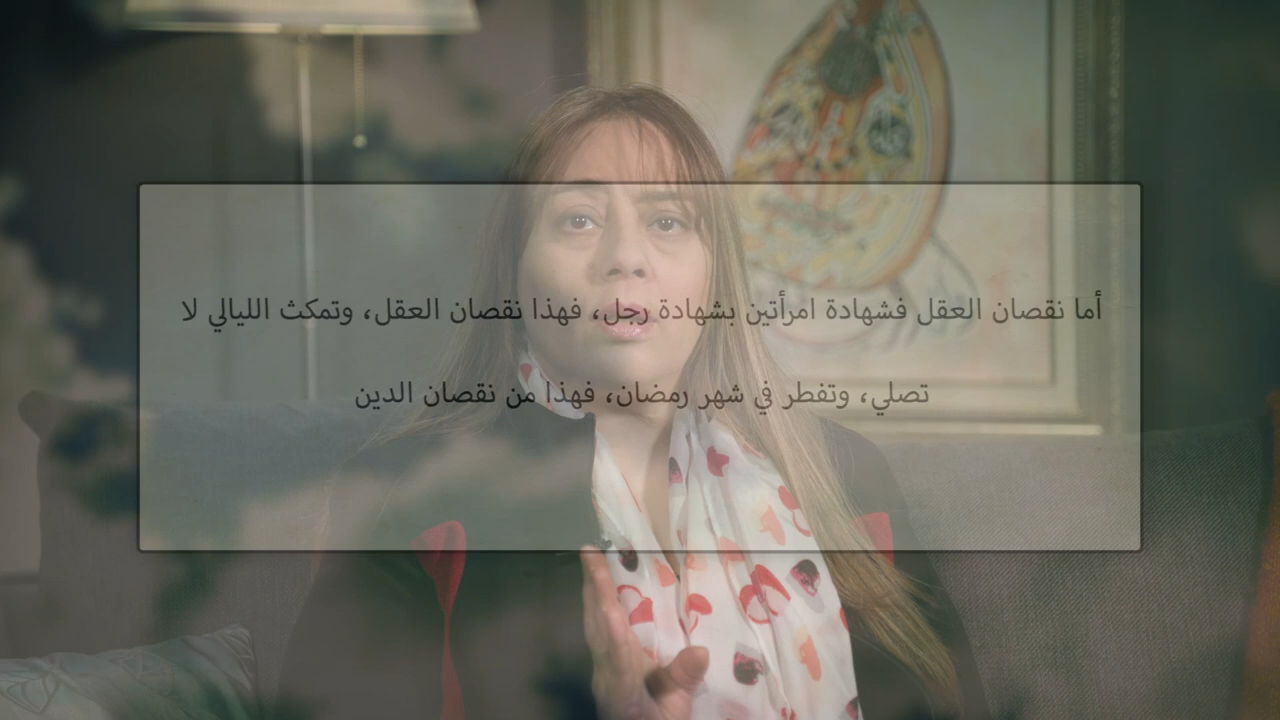 أما نقصان العقل فشهادة امرأتين بشهادة رجل، فهذا نقصان العقل، وتمكث الليالي لا
تصلي، وتفطر في شهر رمضان، فهذا من نقصان الدين